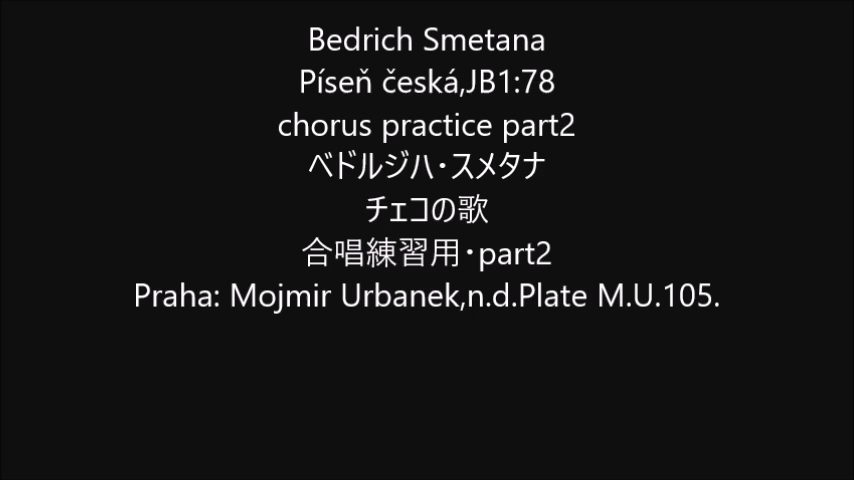 Bedrich Smetana
Píseň česká,JB1:78
chorus practice part2
ベドルジハ・スメタナ
チェコの歌
合唱練習用・part2
Praha: Mojmir Urbanek,n.d.Plate M.U.105.